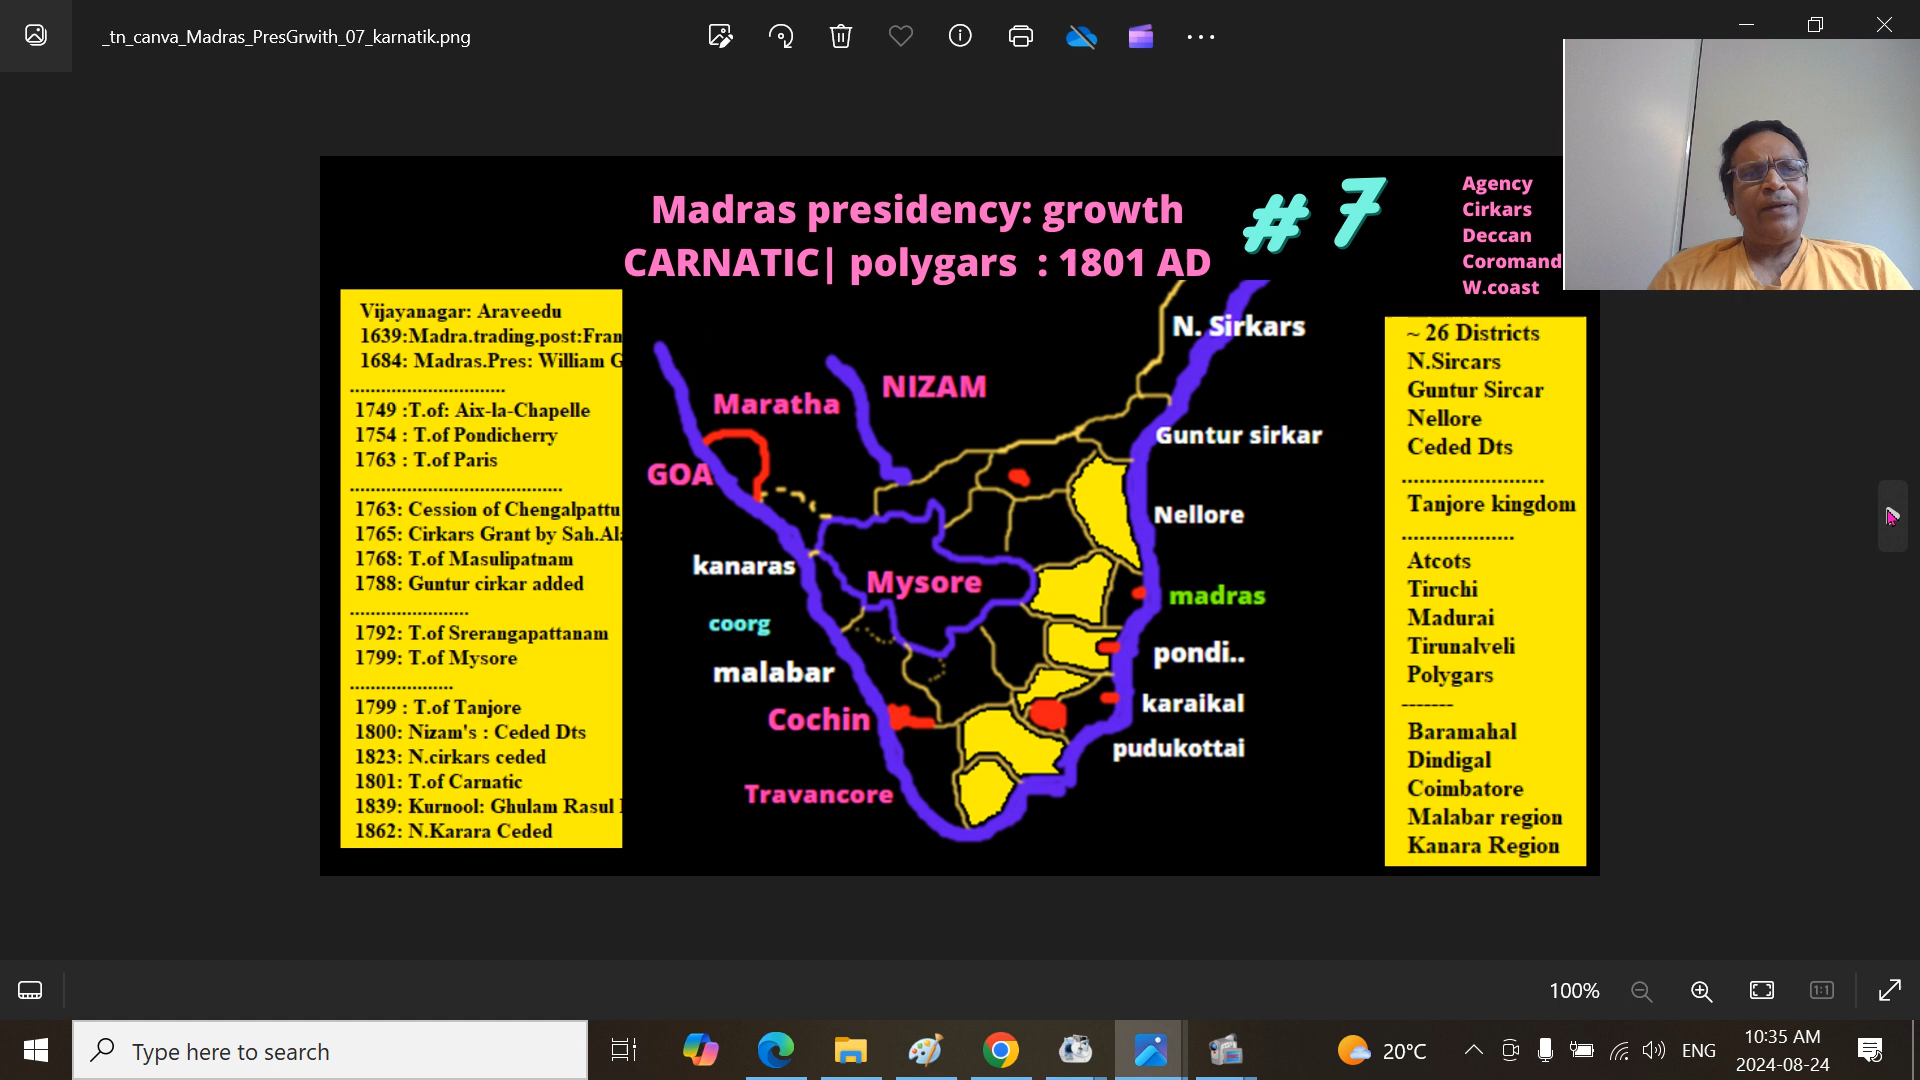 _tn_canva_Madras_PresGrwith_07_karnatik.png
Madras presidency: growth
CARNATIC| polygars : 1801 AD
# 7
Agency
Cirkars
Deccan
Coromand
W.coast
Vijayanagar: Araveedu
1639:Madra.trading.post:Fran
1684: Madras.Pres: William G
..............................
1749 :T.of: Aix-la-Chapelle
1754 : T.of Pondicherry
1763 : T.of Paris
.........................................
1763: Cession of Chengalpattu
1765: Cirkars Grant by Sah.Al
1768: T.of Masulipatnam
1788: Guntur cirkar added
.......................
1792: T.of Srerangapattanam
1799: T.of Mysore
....................
1799 : T.of Tanjore
1800: Nizam's : Ceded Dts
1823: N.cirkars ceded
1801: T.of Carnatic
1839: Kurnool: Ghulam Rasul
1862: N.Karara Ceded
N. Sirkars
NIZAM
Maratha
Guntur sirkar
GOA
Nellore
kanaras
Mysore
madras
coorg
pondi..
malabar
karaikal
Cochin
pudukottai
Travancore
~ 26 Districts
N.Sircars
Guntur Sircar
Nellore
Ceded Dts
........................
Tanjore kingdom
...................
Atcots
Tiruchi
Madurai
Tirunalveli
Polygars
-------
Baramahal
Dindigal
Coimbatore
Malabar region
Kanara Region
100%
1:1
Type here to search
20°C
ENG
10:35 AM
2024-08-24